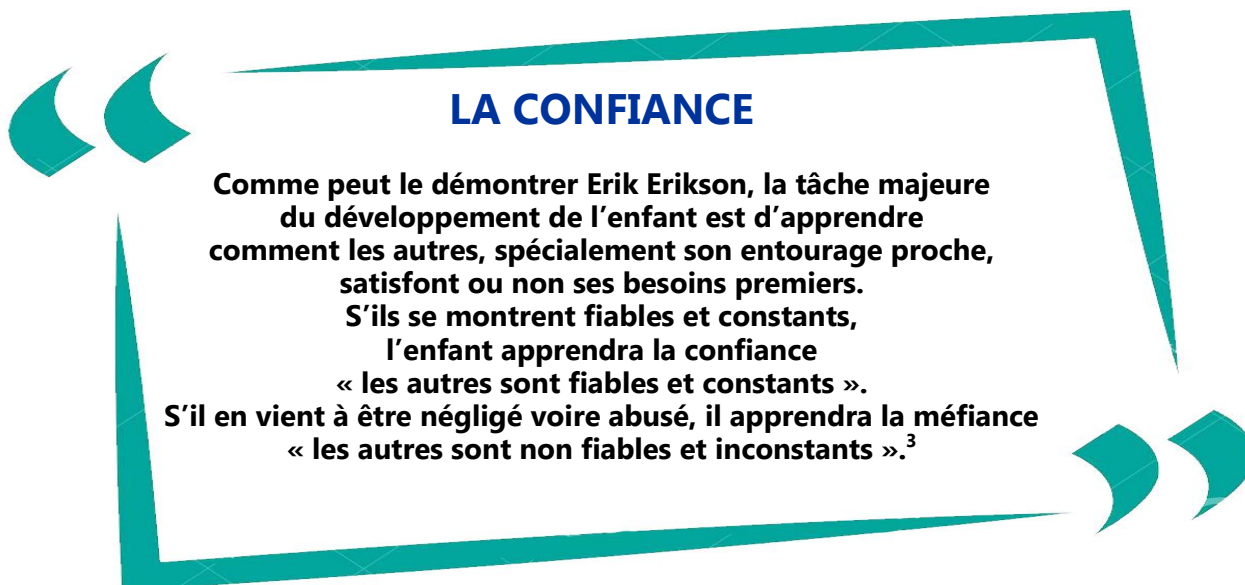 LA CONFIANCE
Comme peut le démontrer Erik Erikson, la tâche majeure
du développement de l’enfant est d’apprendre
comment les autres, spécialement son entourage proche,
satisfont ou non ses besoins premiers.
S’ils se montrent fiables et constants,
l’enfant apprendra la confiance
« les autres sont fiables et constants ».
S’il en vient à être négligé voire abusé, il apprendra la méfiance
« les autres sont non fiables et inconstants ».³